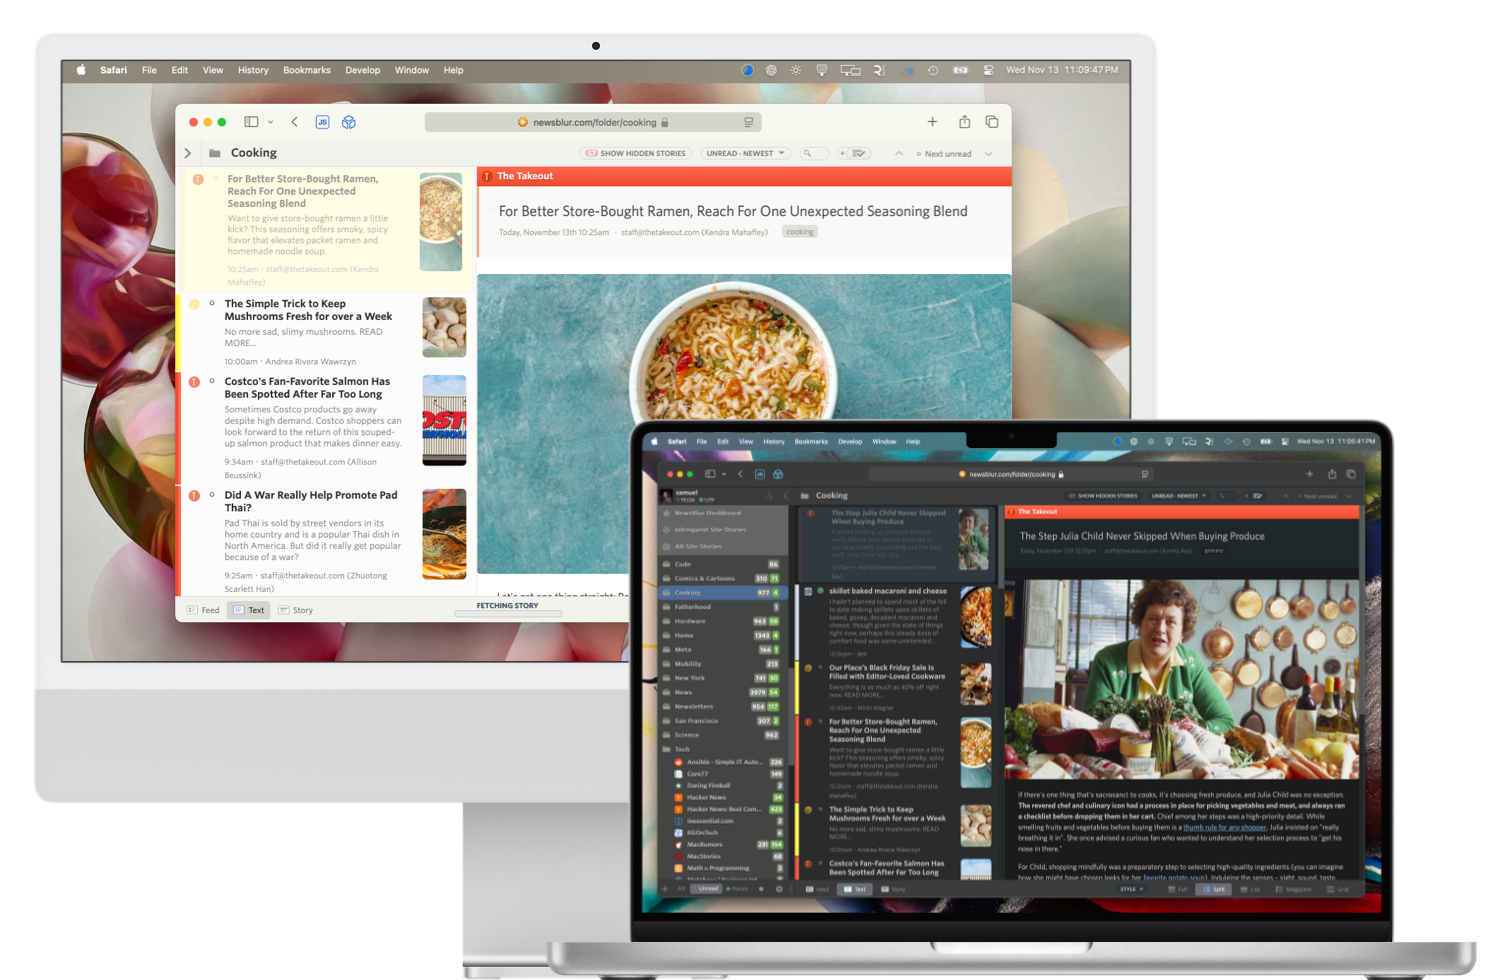 Safari File Edit View History Bookmarks Develop Window Help
Wed Nov 13 11:09:47 PM
newsblur.com/folder/cooking
Cooking
SHOW HIDDEN STORIES
UNREAD · NEWEST
Next unread
For Better Store-Bought Ramen,
Reach For One Unexpected
Seasoning Blend
Want to give store-bought ramen a little
kick? This seasoning offers smoky, spicy
flavor that elevates packet ramen and
homemade noodle soup.
10:25am · staff@thetakeout.com (Kendra
Mahaffey)
The Simple Trick to Keep
Mushrooms Fresh for over a Week
No more sad, slimy mushrooms. READ
MORE...
10:00am · Andrea Rivera Wawrzyn
Costco's Fan-Favorite Salmon Has
Been Spotted After Far Too Long
Sometimes Costco products go away
despite high demand. Costco shoppers can
look forward to the return of this souped-
up salmon product that makes dinner easy.
9:34am · staff@thetakeout.com (Allison
Beussink)
Did A War Really Help Promote Pad
Thai?
Pad Thai is sold by street vendors in its
home country and is a popular Thai dish in
North America. But did it really get popular
because of a war?
9:25am · staff@thetakeout.com (Zhuotong
Scarlett Han)
Feed Text Story
The Takeout
For Better Store-Bought Ramen, Reach For One Unexpected Seasoning Blend
Today, November 13th 10:25am · staff@thetakeout.com (Kendra Mahaffey) · cooking
FETCHING STORY
Safari File Edit View History Bookmarks Develop Window Help
Wed Nov 13 11:05:41 PM
newsblur.com/folder/cooking
samuel
Cooking
SHOW HIDDEN STORIES
UNREAD · NEWEST
Next unread
NewsBlur Dashboard
Infrequent Site Stories
All Site Stories
Code 86
Comics & Cartoons 310 71
Cooking 977 4
Fatherhood 1
Hardware 963 58
Home 1343 4
Meta 166 1
Mobility 213
New York 741 30
News 3979 54
Newsletters 954 117
San Francisco 307 2
Science 962
Tech
Ansible - Simple IT Auto... 226
Core77 149
Daring Fireball 2
Hacker News 34
Hacker News: Best Com... 423
inessential.com 2
KGOnTech 6
MacRumors 231 154
MacStories 68
Math ∩ Programming 3
All Unread Focus
The Step Julia Child Never Skipped
When Buying Produce
skillet baked macaroni and cheese
I hadn't planned to spend most of the fall
to date making skillets upon skillets of
baked, gooey, decadent macaroni and
cheese, though given the state of things
right now, perhaps this steady dose of
comfort food was some unintended...
12:36pm · deb
Our Place's Black Friday Sale Is
Filled with Editor-Loved Cookware
Everything is as much as 40% off right
now. READ MORE...
10:40am · Micki Wagner
For Better Store-Bought Ramen,
Reach For One Unexpected
Seasoning Blend
Want to give store-bought ramen a little
kick? This seasoning offers smoky, spicy
flavor that elevates packet ramen and
homemade noodle soup.
10:25am · staff@thetakeout.com (Kendra
Mahaffey)
The Simple Trick to Keep
Mushrooms Fresh for over a Week
No more sad, slimy mushrooms. READ
MORE...
10:00am · Andrea Rivera Wawrzyn
Costco's Fan-Favorite Salmon Has
Been Spotted After Far Too Long
Feed Text Story
The Takeout
The Step Julia Child Never Skipped When Buying Produce
Today, November 13th 12:25pm · staff@thetakeout.com · grocery
If there's one thing that's sacrosanct to cooks, it's choosing fresh produce, and Julia Child was no exception.
The revered chef and culinary icon had a process in place for picking vegetables and meat, and always ran
a checklist before dropping them in her cart. Chief among her steps was a high-priority detail. While
smelling fruits and vegetables before buying them is a thumb rule for any shopper, Julia insisted on "really
breathing it in". She once advised a curious fan who wanted to understand her selection process to "get his
nose in there."
For Child, shopping mindfully was a preparatory step to selecting high-quality ingredients (you can imagine
how she might have chosen leeks for her favorite potato soup). Indulging the senses – sight, sound, taste,
STYLE Full Split List Magazine Grid